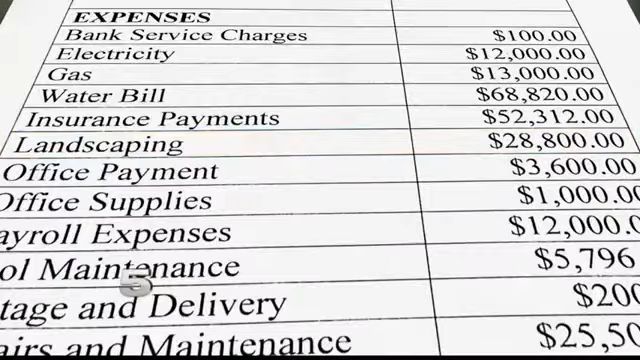 EXPENSES
Bank Service Charges $100.00
Electricity $12,000.00
Gas $13,000.00
Water Bill $68,820.00
Insurance Payments $52,312.00
Landscaping $28,800.00
Office Payment $3,600.00
Office Supplies $1,000.0
ayroll Expenses $12,000.0
ol Maintenance $5,796
5
tage and Delivery $200
airs and Maintenance $25,50